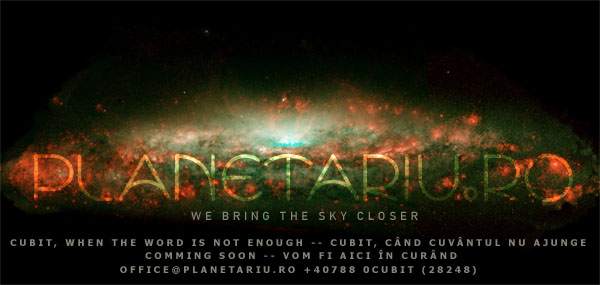 PLANETARIU.RO
WE BRING THE SKY CLOSER
CUBIT, WHEN THE WORD IS NOT ENOUGH -- CUBIT, CÂND CUVÂNTUL NU AJUNGE
COMMING SOON -- VOM FI AICI ÎN CURÂND
OFFICE@PLANETARIU.RO +40788 0CUBIT (28248)